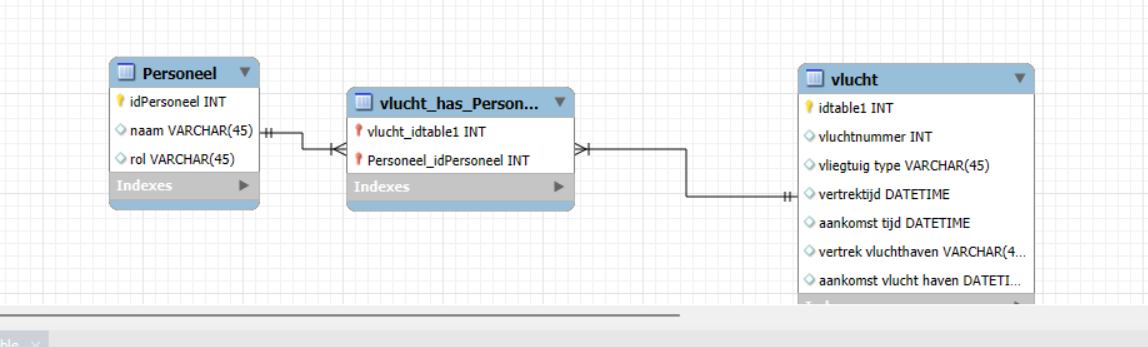 Personeel
idPersoneel INT
naam VARCHAR(45)
rol VARCHAR(45)
Indexes
vlucht_has_Person...
vlucht_idtable1 INT
Personeel_idPersoneel INT
Indexes
vlucht
idtable1 INT
vluchtnummer INT
vliegtuig type VARCHAR(45)
vertrektijd DATETIME
aankomst tijd DATETIME
vertrek vluchthaven VARCHAR(4...
aankomst vlucht haven DATETI...